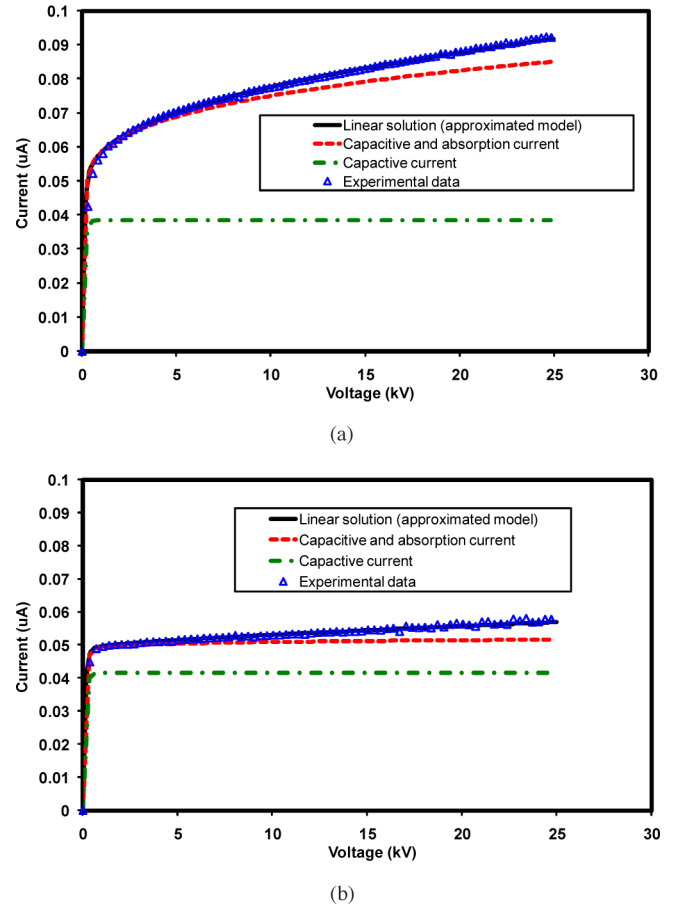 0.1
0.09
0.08
0.07
0.06
0.05
0.04
0.03
0.02
0.01
0
Current (uA)
Linear solution (approximated model)
Capacitive and absorption current
Capactive current
Experimental data
0 5 10 15 20 25 30
Voltage (kV)
(a)
0.1
0.09
0.08
0.07
0.06
0.05
0.04
0.03
0.02
0.01
0
Current (uA)
Linear solution (approximated model)
Capacitive and absorption current
Capactive current
Experimental data
0 5 10 15 20 25 30
Voltage (kV)
(b)